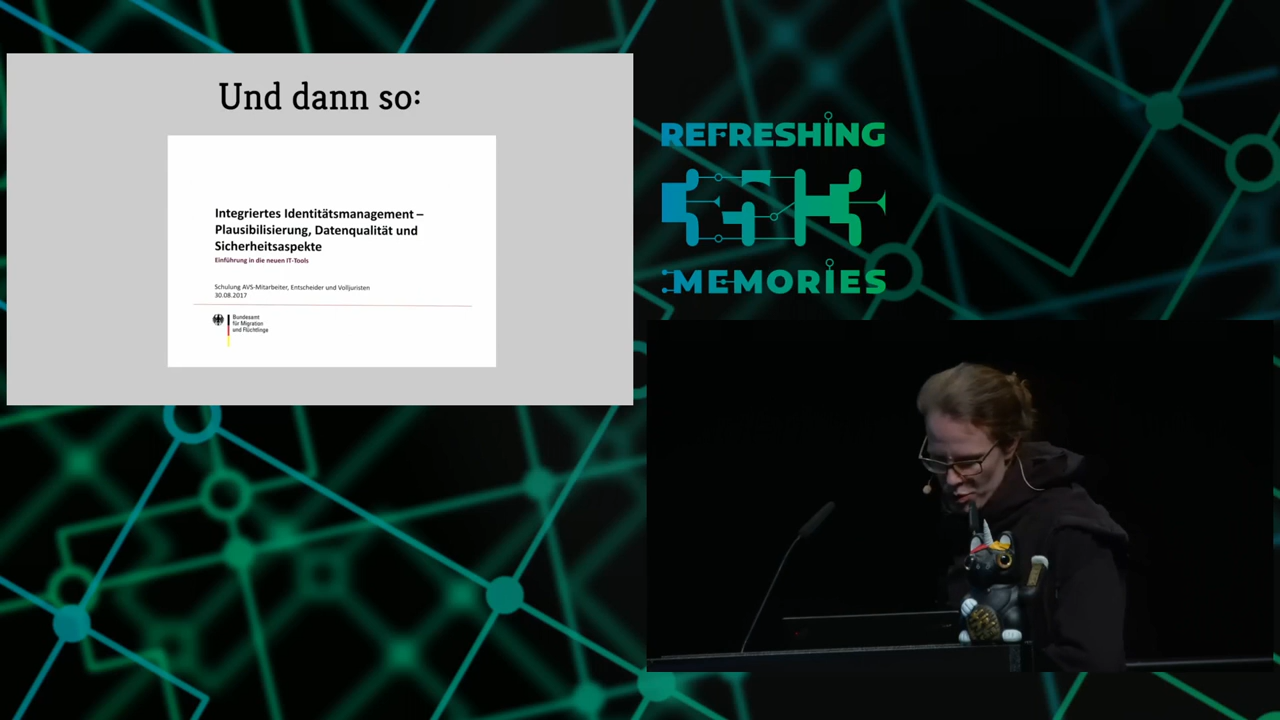 Und dann so:
Integriertes Identitätsmanagement –
Plausibilisierung, Datenqualität und
Sicherheitsaspekte
Einführung in die neuen IT-Tools
Schulung AVS-Mitarbeiter, Entscheider und Volljuristen
30.08.2017
Bundesamt
für Migration
und Flüchtlinge
REFRESHING
MEMORIES